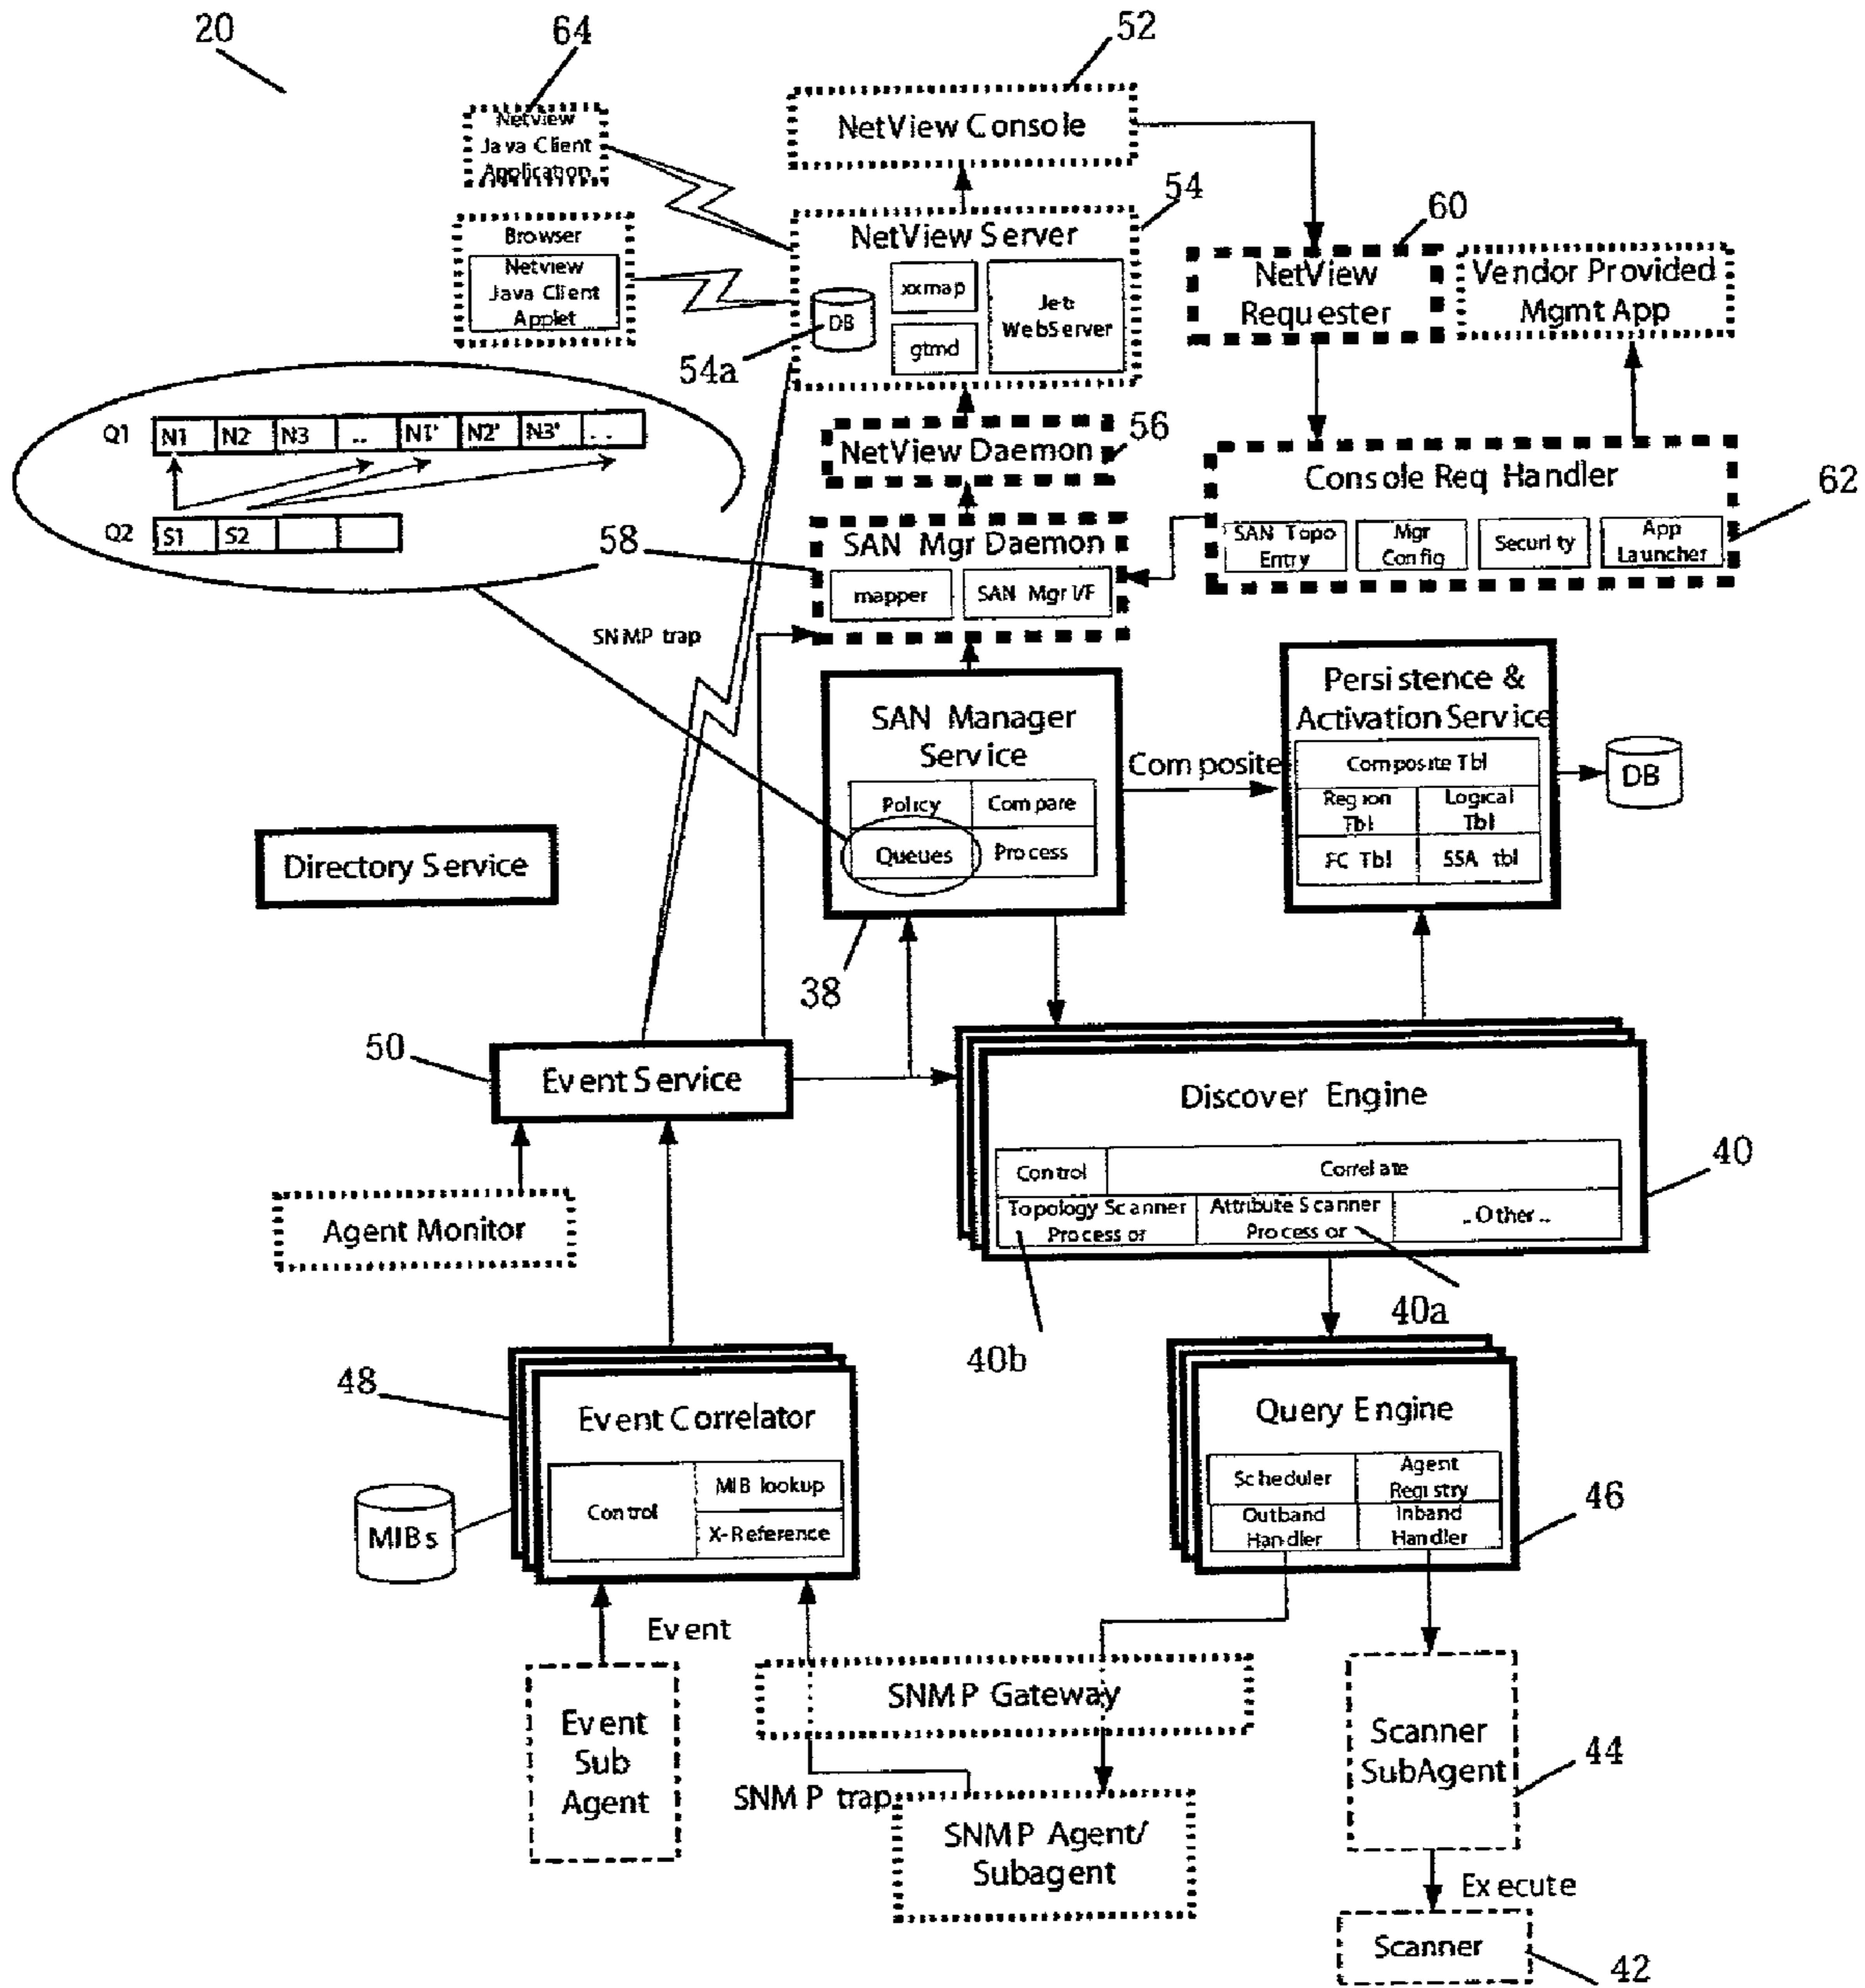 20
64
52
Netview
Java Client
Application
NetView Console
54
Browser
Netview
Java Client
Applet
NetView Server
DB
xxmap
gtmd
Jeb
WebServer
54a
60
NetView
Requester
Vendor Provided
Mgmt App
Q1 N1 N2 N3 .. N1' N2' N3' ..
Q2 S1 S2
NetView Daemon
56
Console Req Handler
SAN Topo
Entry
Mgr
Config
Security
App
Launcher
62
58
SAN Mgr Daemon
mapper
SAN Mgr I/F
SNMP trap
SAN Manager
Service
Policy
Compare
Queues
Process
38
Composite
Persistence &
Activation Service
Composite Tbl
Region
Tbl
Logical
Tbl
FC Tbl
SSA tbl
DB
Directory Service
50
Event Service
Agent Monitor
Discover Engine
Control
Correlate
Topology Scanner
Processor
Attribute Scanner
Processor
..Other..
40
40a
40b
48
Event Correlator
Control
MIB lookup
X-Reference
MIBs
Query Engine
Scheduler
Agent
Registry
Outband
Handler
Inband
Handler
46
Event
Event
Sub
Agent
SNMP Gateway
SNMP trap
SNMP Agent/
Subagent
Scanner
SubAgent
44
Execute
Scanner
42